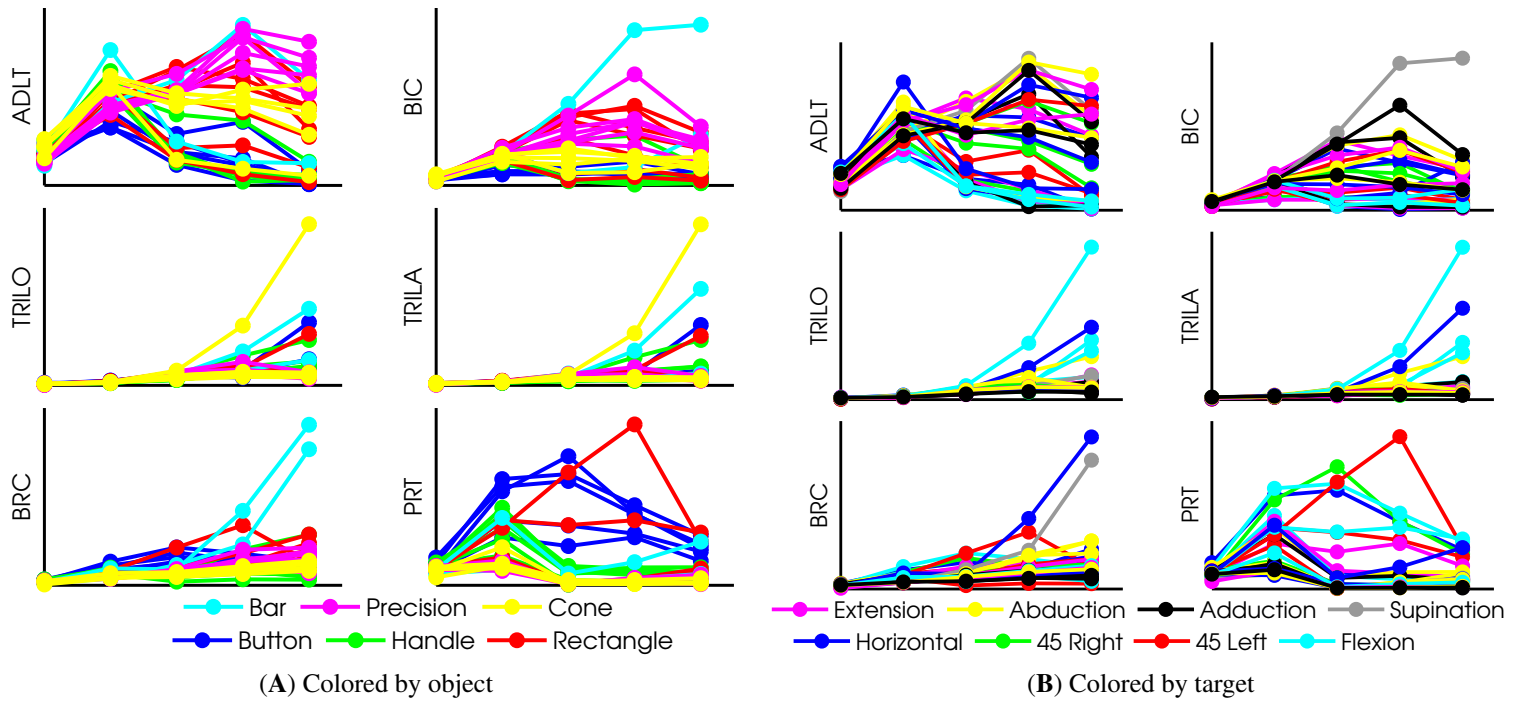 ADLT
BIC
TRILO
TRILA
BRC
PRT
Bar
Precision
Cone
Button
Handle
Rectangle
(A) Colored by object
ADLT
BIC
TRILO
TRILA
BRC
PRT
Extension
Abduction
Adduction
Supination
Horizontal
45 Right
45 Left
Flexion
(B) Colored by target